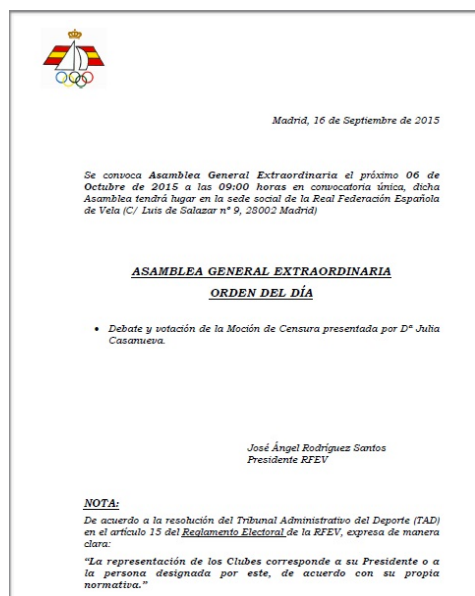 Madrid, 16 de Septiembre de 2015
Se convoca Asamblea General Extraordinaria el próximo 06 de
Octubre de 2015 a las 09:00 horas en convocatoria única, dicha
Asamblea tendrá lugar en la sede social de la Real Federación Española
de Vela (C/ Luis de Salazar nº 9, 28002 Madrid)
ASAMBLEA GENERAL EXTRAORDINARIA
ORDEN DEL DÍA
• Debate y votación de la Moción de Censura presentada por Dª Julia
Casanueva.
José Ángel Rodríguez Santos
Presidente RFEV
NOTA:
De acuerdo a la resolución del Tribunal Administrativo del Deporte (TAD)
en el artículo 15 del Reglamento Electoral de la RFEV, expresa de manera
clara:
“La representación de los Clubes corresponde a su Presidente o a
la persona designada por este, de acuerdo con su propia
normativa.”